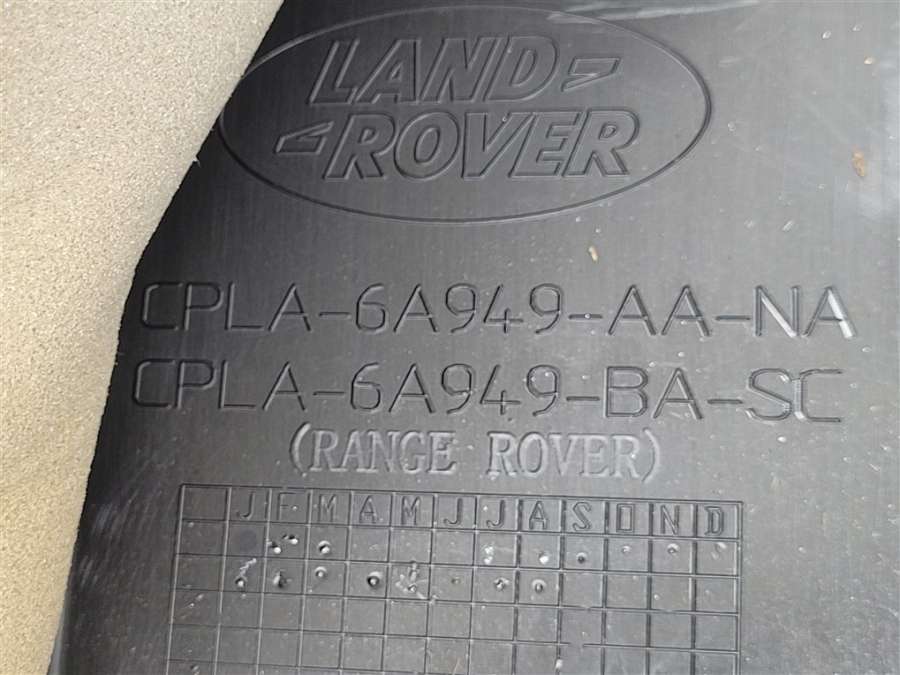 LAND
ROVER
CPLA-6A949-AA-NA
CPLA-6A949-BA-SC
(RANGE ROVER)
J F M A M J J A S O N D